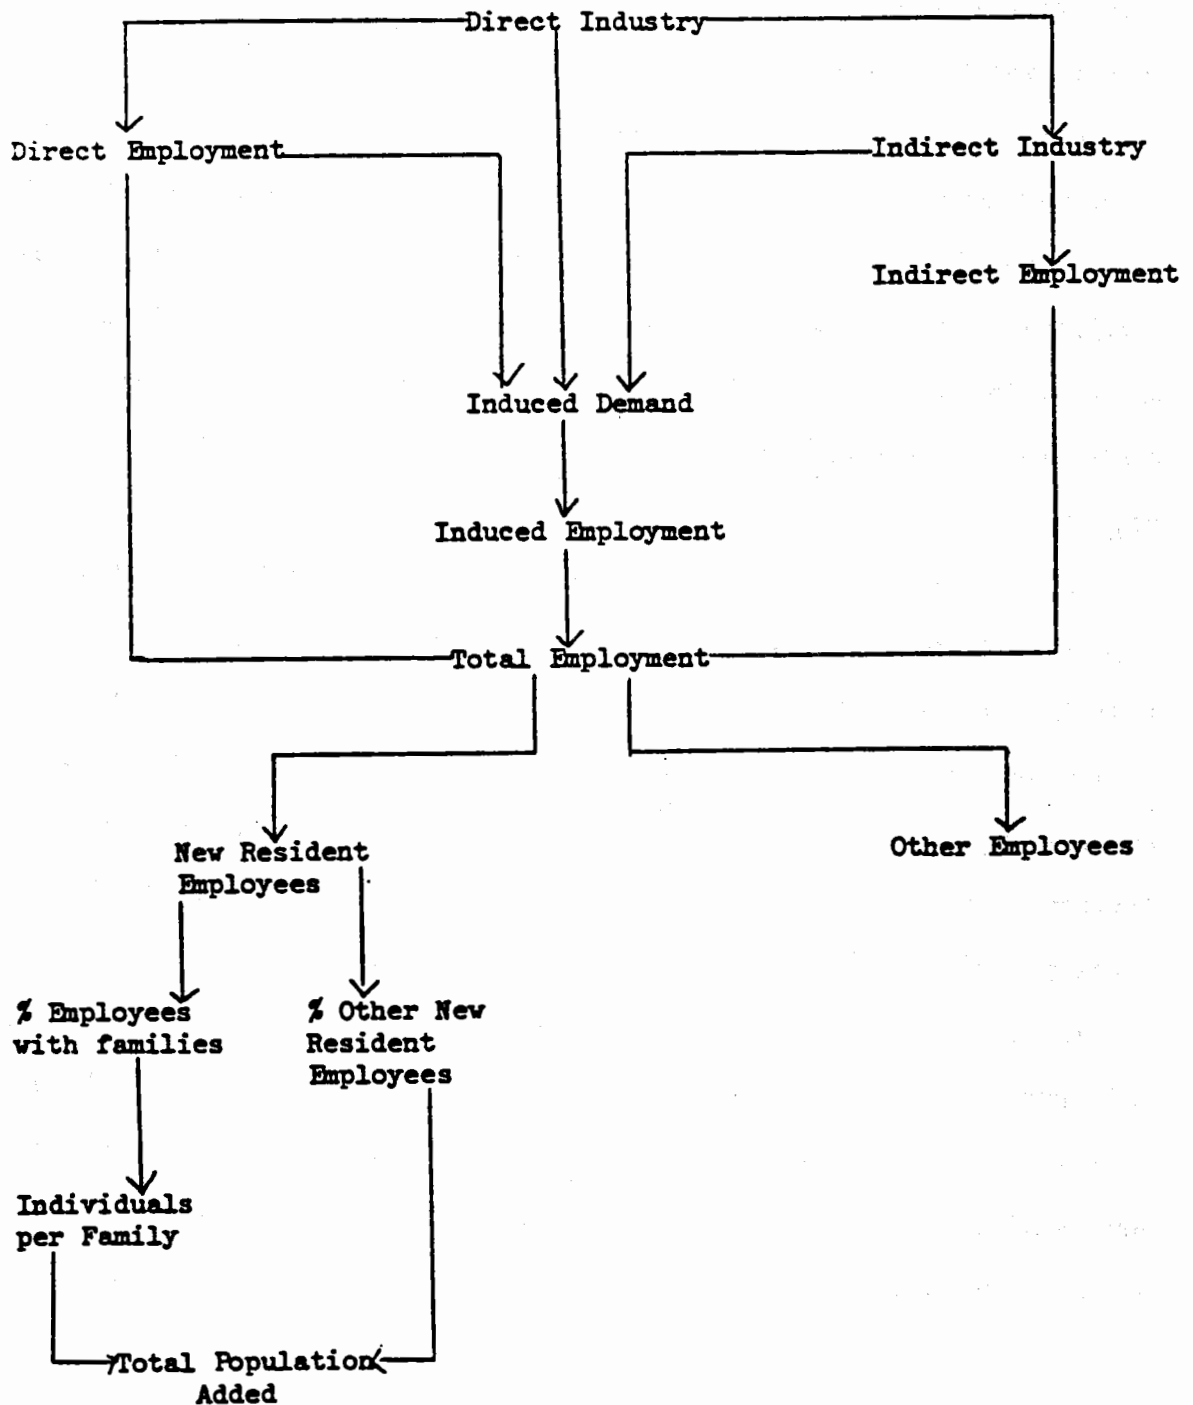 Direct Industry
Direct Employment
Indirect Industry
Indirect Employment
Induced Demand
Induced Employment
Total Employment
New Resident
Employees
Other Employees
% Employees
with families
% Other New
Resident
Employees
Individuals
per Family
Total Population
Added